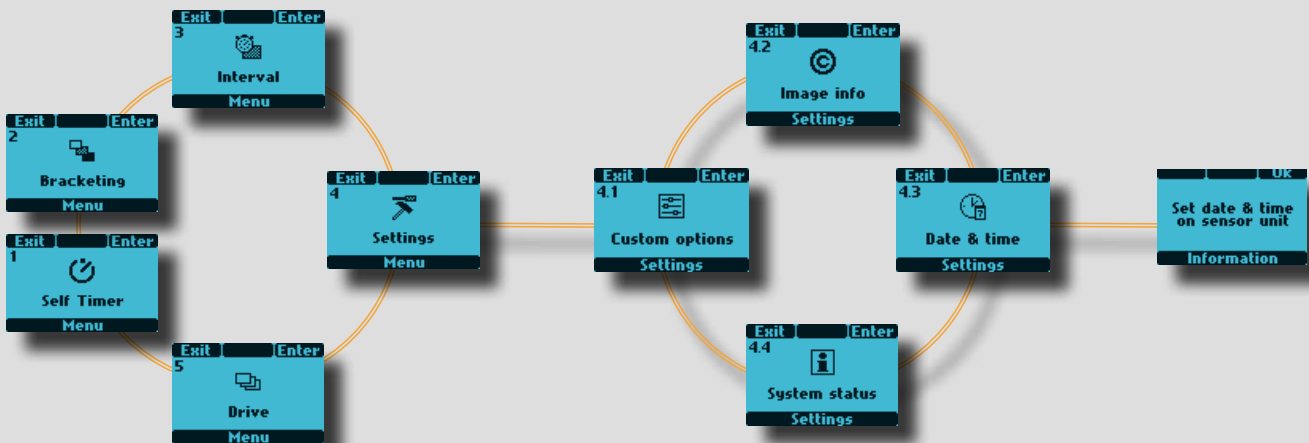 Exit Enter
3
Interval
Menu
Exit Enter
2
Bracketing
Menu
Exit Enter
1
Self Timer
Menu
Exit Enter
5
Drive
Menu
Exit Enter
4
Settings
Menu
Exit Enter
4.1
Custom options
Settings
Exit Enter
4.2
Image info
Settings
Exit Enter
4.3
Date & time
Settings
Exit Enter
4.4
System status
Settings
Ok
Set date & time
on sensor unit
Information